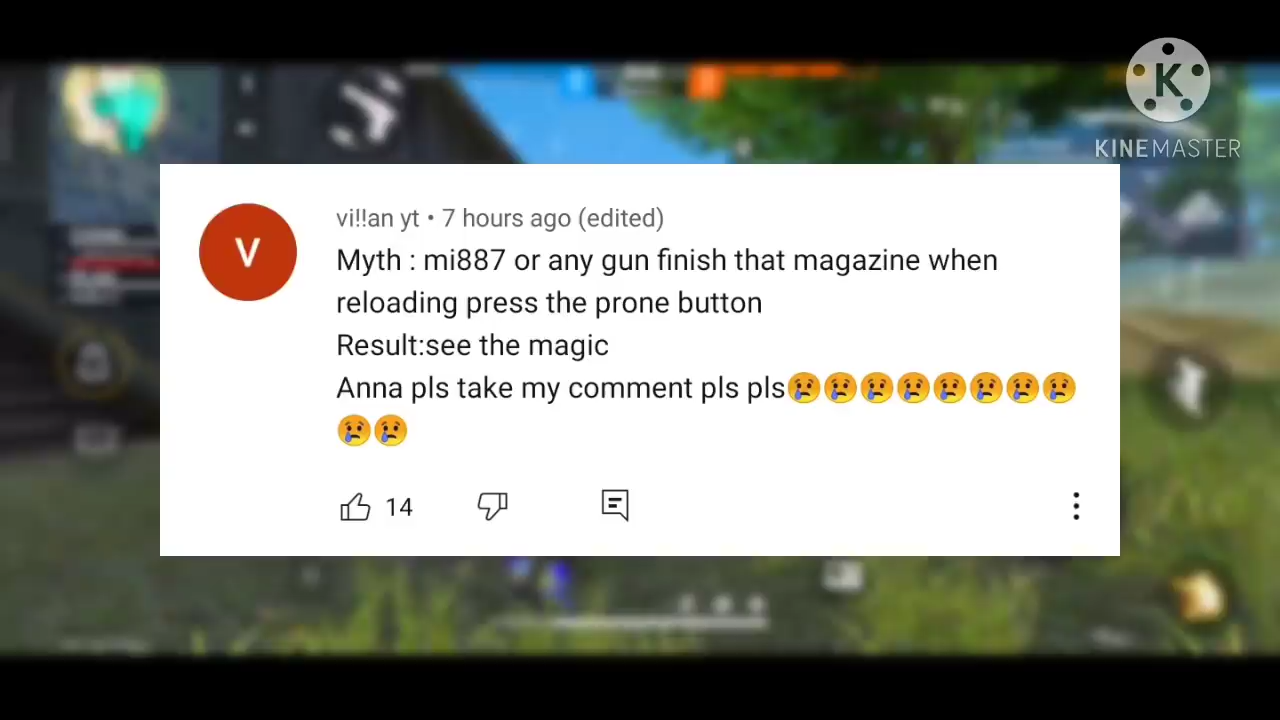 K
KINEMASTER
V
vi!!an yt • 7 hours ago (edited)
Myth : mi887 or any gun finish that magazine when
reloading press the prone button
Result:see the magic
Anna pls take my comment pls pls😢😢😢😢😢😢😢😢
😢😢
14